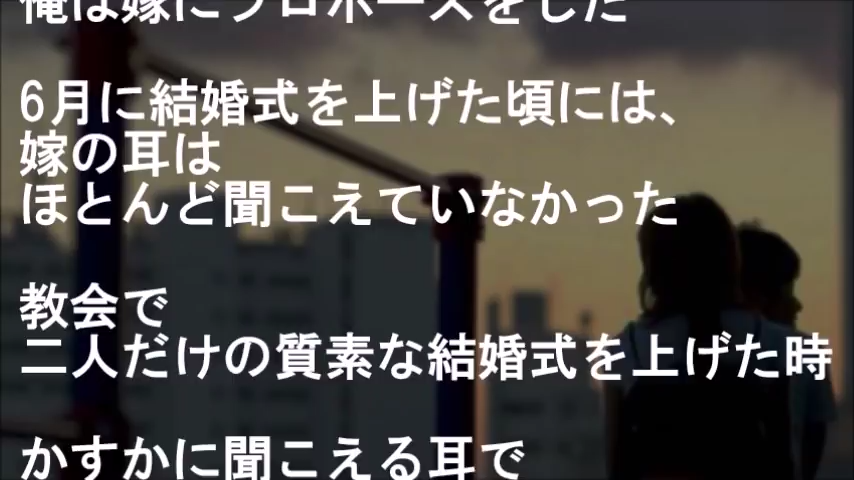 俺は嫁にプロポーズをした
6月に結婚式を上げた頃には、
嫁の耳は
ほとんど聞こえていなかった
教会で
二人だけの質素な結婚式を上げた時
かすかに聞こえる耳で